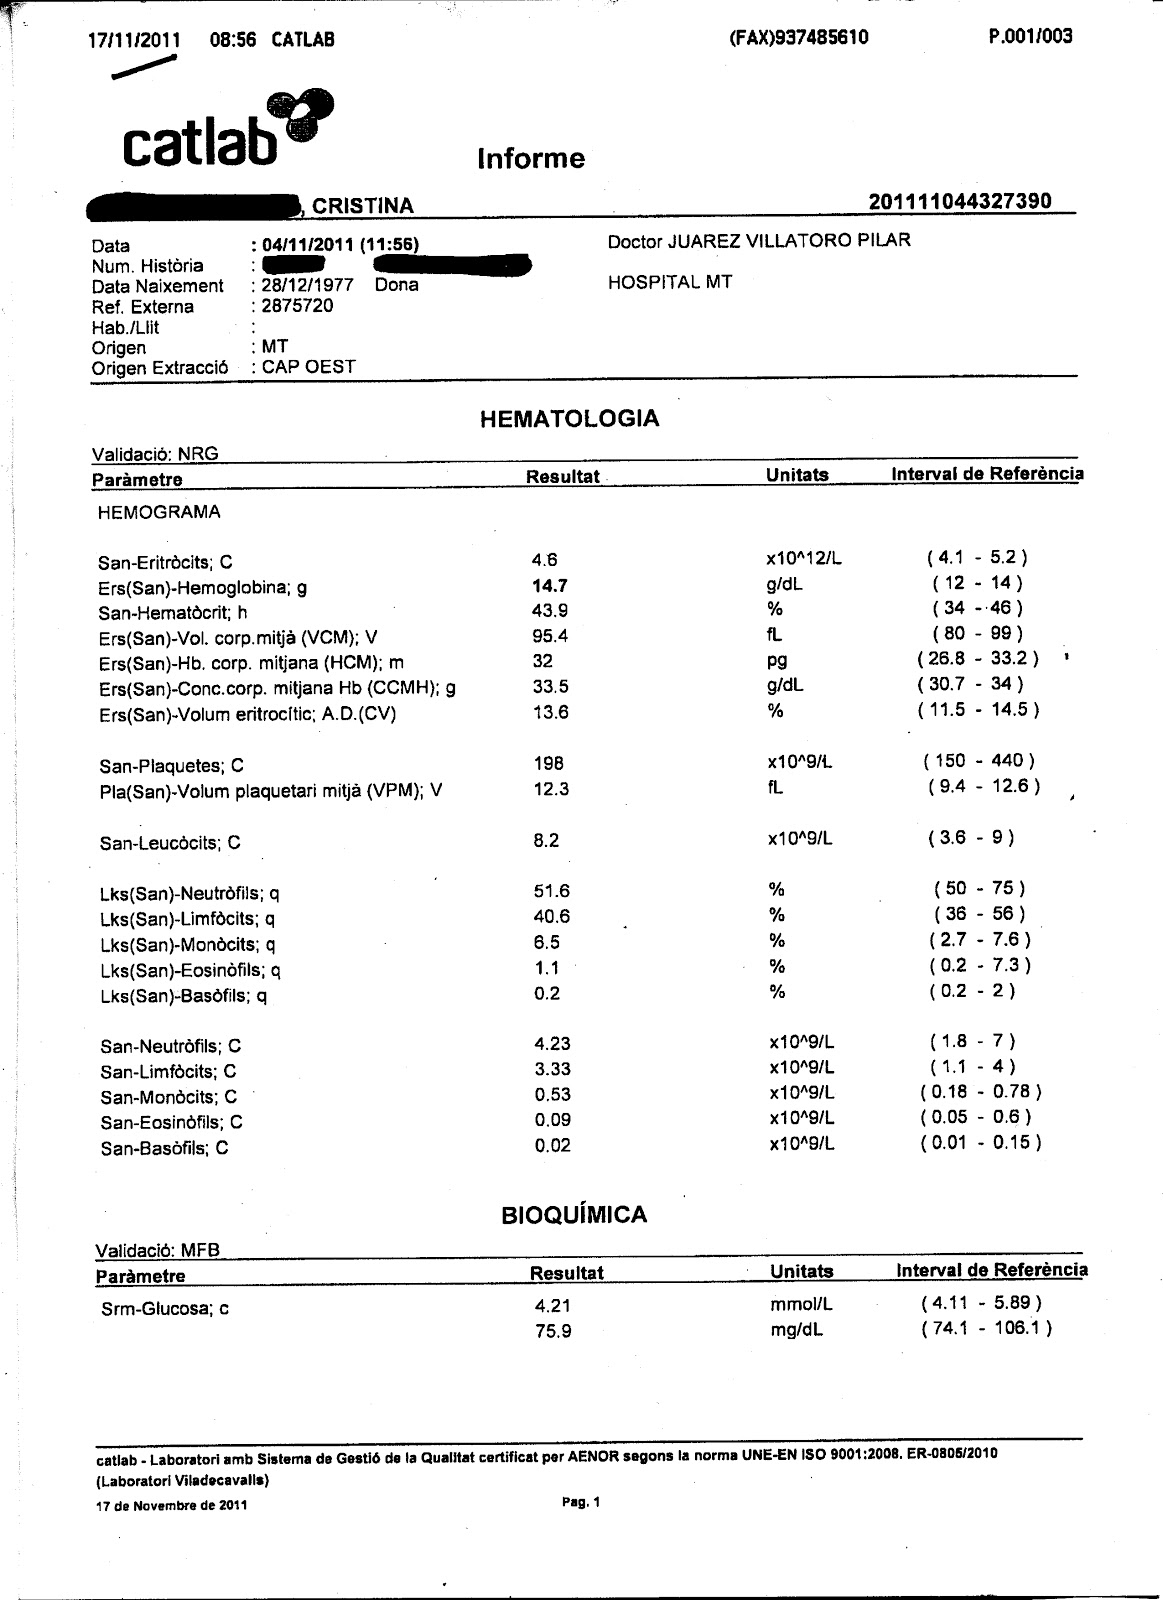 17/11/2011 08:56 CATLAB (FAX)937485610 P.001/003
catlab
Informe
, CRISTINA 201111044327390
Data : 04/11/2011 (11:56) Doctor JUAREZ VILLATORO PILAR
Num. Història :
Data Naixement : 28/12/1977 Dona HOSPITAL MT
Ref. Externa : 2875720
Hab./Llit :
Origen : MT
Origen Extracció : CAP OEST
HEMATOLOGIA
Validació: NRG
Paràmetre Resultat Unitats Interval de Referència
HEMOGRAMA
San-Eritròcits; C 4.6 x10^12/L ( 4.1 - 5.2 )
Ers(San)-Hemoglobina; g 14.7 g/dL ( 12 - 14 )
San-Hematòcrit; h 43.9 % ( 34 - 46 )
Ers(San)-Vol. corp.mitjà (VCM); V 95.4 fL ( 80 - 99 )
Ers(San)-Hb. corp. mitjana (HCM); m 32 pg ( 26.8 - 33.2 )
Ers(San)-Conc.corp. mitjana Hb (CCMH); g 33.5 g/dL ( 30.7 - 34 )
Ers(San)-Volum eritrocític; A.D.(CV) 13.6 % ( 11.5 - 14.5 )
San-Plaquetes; C 198 x10^9/L ( 150 - 440 )
Pla(San)-Volum plaquetari mitjà (VPM); V 12.3 fL ( 9.4 - 12.6 )
San-Leucòcits; C 8.2 x10^9/L ( 3.6 - 9 )
Lks(San)-Neutròfils; q 51.6 % ( 50 - 75 )
Lks(San)-Limfòcits; q 40.6 % ( 36 - 56 )
Lks(San)-Monòcits; q 6.5 % ( 2.7 - 7.6 )
Lks(San)-Eosinòfils; q 1.1 % ( 0.2 - 7.3 )
Lks(San)-Basòfils; q 0.2 % ( 0.2 - 2 )
San-Neutròfils; C 4.23 x10^9/L ( 1.8 - 7 )
San-Limfòcits; C 3.33 x10^9/L ( 1.1 - 4 )
San-Monòcits; C 0.53 x10^9/L ( 0.18 - 0.78 )
San-Eosinòfils; C 0.09 x10^9/L ( 0.05 - 0.6 )
San-Basòfils; C 0.02 x10^9/L ( 0.01 - 0.15 )
BIOQUÍMICA
Validació: MFB
Paràmetre Resultat Unitats Interval de Referència
Srm-Glucosa; c 4.21 mmol/L ( 4.11 - 5.89 )
75.9 mg/dL ( 74.1 - 106.1 )
catlab - Laboratori amb Sistema de Gestió de la Qualitat certificat per AENOR segons la norma UNE-EN ISO 9001:2008. ER-0805/2010
(Laboratori Viladecavalls)
17 de Novembre de 2011 Pag. 1